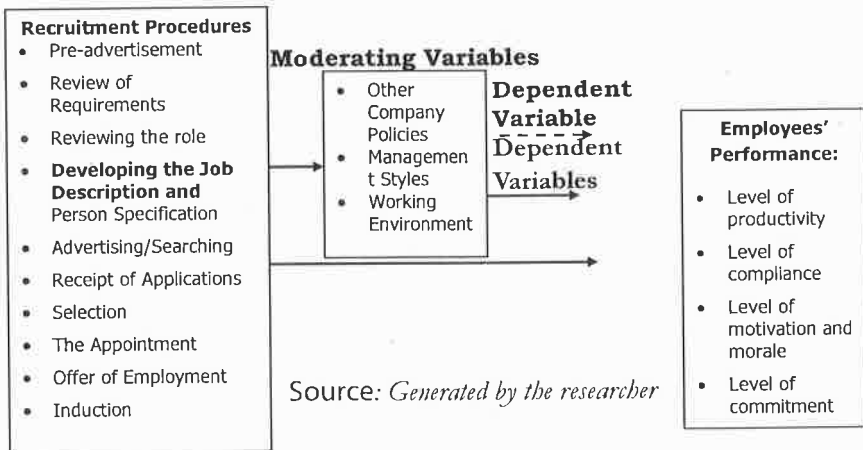 Recruitment Procedures
• Pre-advertisement
• Review of
Requirements
• Reviewing the role
• Developing the Job
Description and
Person Specification
• Advertising/Searching
• Receipt of Applications
• Selection
• The Appointment
• Offer of Employment
• Induction
Moderating Variables
• Other
Company
Policies
• Managemen
t Styles
• Working
Environment
Dependent
Variable
Dependent
Variables
Employees'
Performance:
• Level of
productivity
• Level of
compliance
• Level of
motivation and
morale
• Level of
commitment
Source: Generated by the researcher